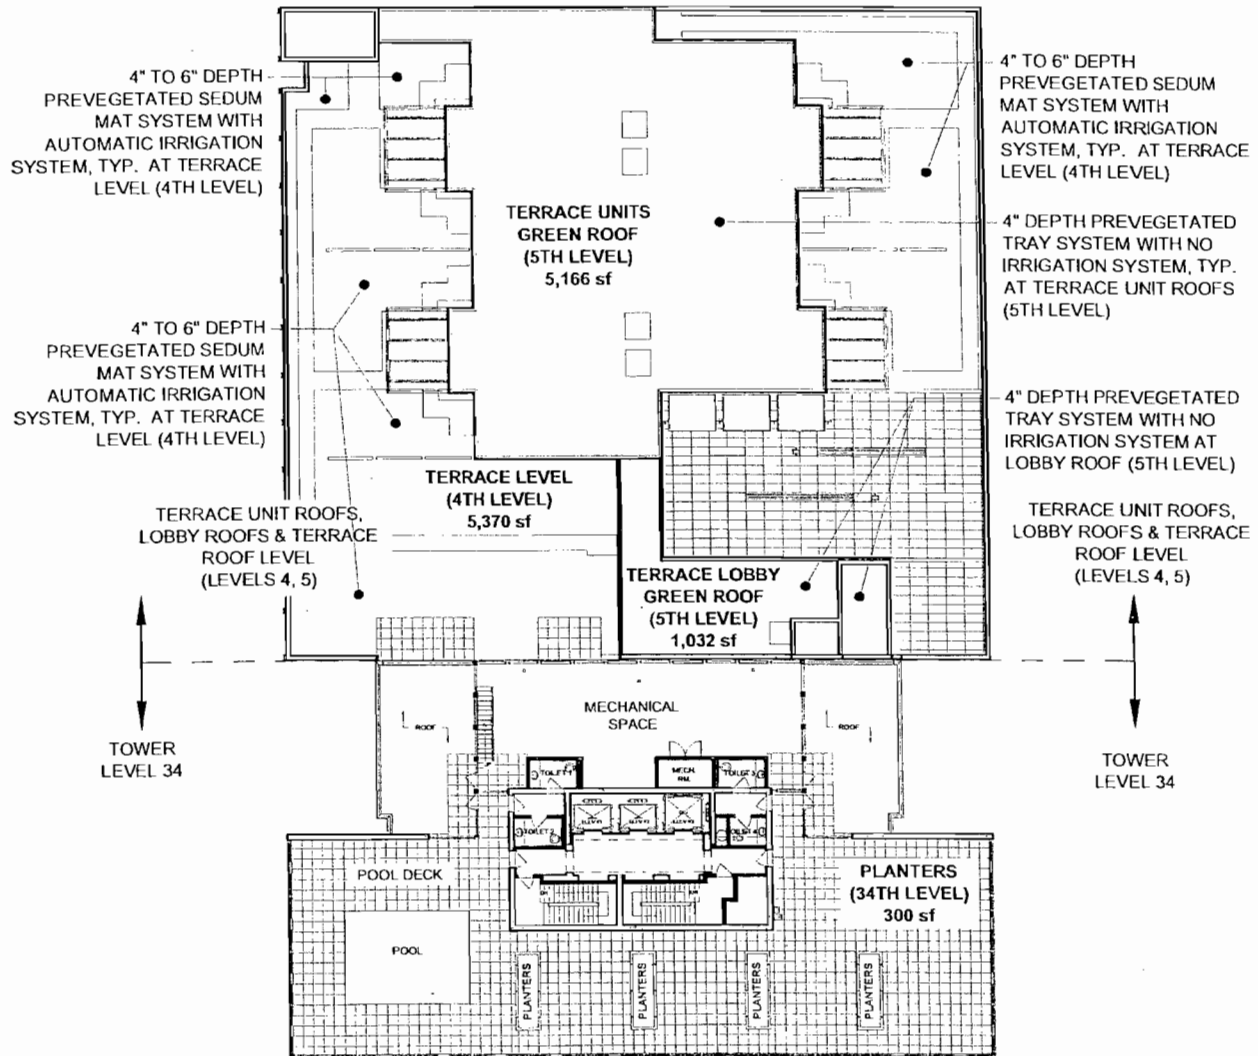 4" TO 6" DEPTH
PREVEGETATED SEDUM
MAT SYSTEM WITH
AUTOMATIC IRRIGATION
SYSTEM, TYP. AT TERRACE
LEVEL (4TH LEVEL)
4" TO 6" DEPTH
PREVEGETATED SEDUM
MAT SYSTEM WITH
AUTOMATIC IRRIGATION
SYSTEM, TYP. AT TERRACE
LEVEL (4TH LEVEL)
TERRACE UNITS
GREEN ROOF
(5TH LEVEL)
5,166 sf
4" DEPTH PREVEGETATED
TRAY SYSTEM WITH NO
IRRIGATION SYSTEM, TYP.
AT TERRACE UNIT ROOFS
(5TH LEVEL)
4" TO 6" DEPTH
PREVEGETATED SEDUM
MAT SYSTEM WITH
AUTOMATIC IRRIGATION
SYSTEM, TYP. AT TERRACE
LEVEL (4TH LEVEL)
4" DEPTH PREVEGETATED
TRAY SYSTEM WITH NO
IRRIGATION SYSTEM AT
LOBBY ROOF (5TH LEVEL)
TERRACE LEVEL
(4TH LEVEL)
5,370 sf
TERRACE UNIT ROOFS,
LOBBY ROOFS & TERRACE
ROOF LEVEL
(LEVELS 4, 5)
TERRACE UNIT ROOFS,
LOBBY ROOFS & TERRACE
ROOF LEVEL
(LEVELS 4, 5)
TERRACE LOBBY
GREEN ROOF
(5TH LEVEL)
1,032 sf
MECHANICAL
SPACE
ROOF
ROOF
TOWER
LEVEL 34
TOWER
LEVEL 34
TOILET 1
MECH.
RM.
TOILET 3
TOILET 2
TOILET 4
POOL DECK
PLANTERS
(34TH LEVEL)
300 sf
POOL
PLANTERS
PLANTERS
PLANTERS
PLANTERS